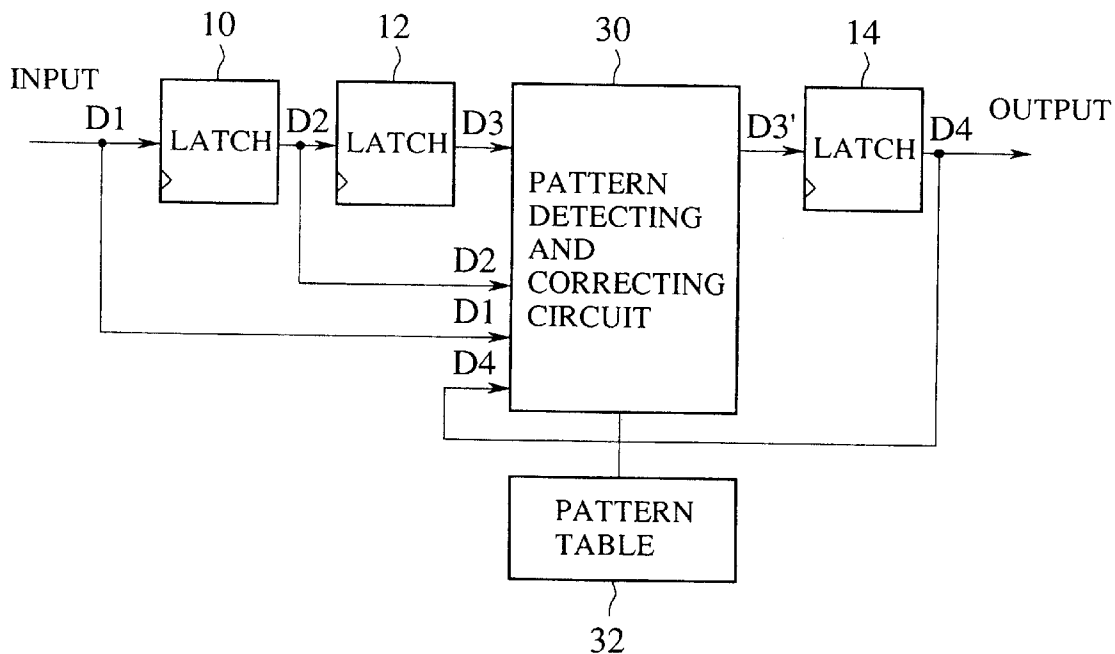 10
12
30
14
INPUT
OUTPUT
D1
LATCH
D2
LATCH
D3
D3'
LATCH
D4
PATTERN
DETECTING
AND
CORRECTING
CIRCUIT
D2
D1
D4
PATTERN
TABLE
32